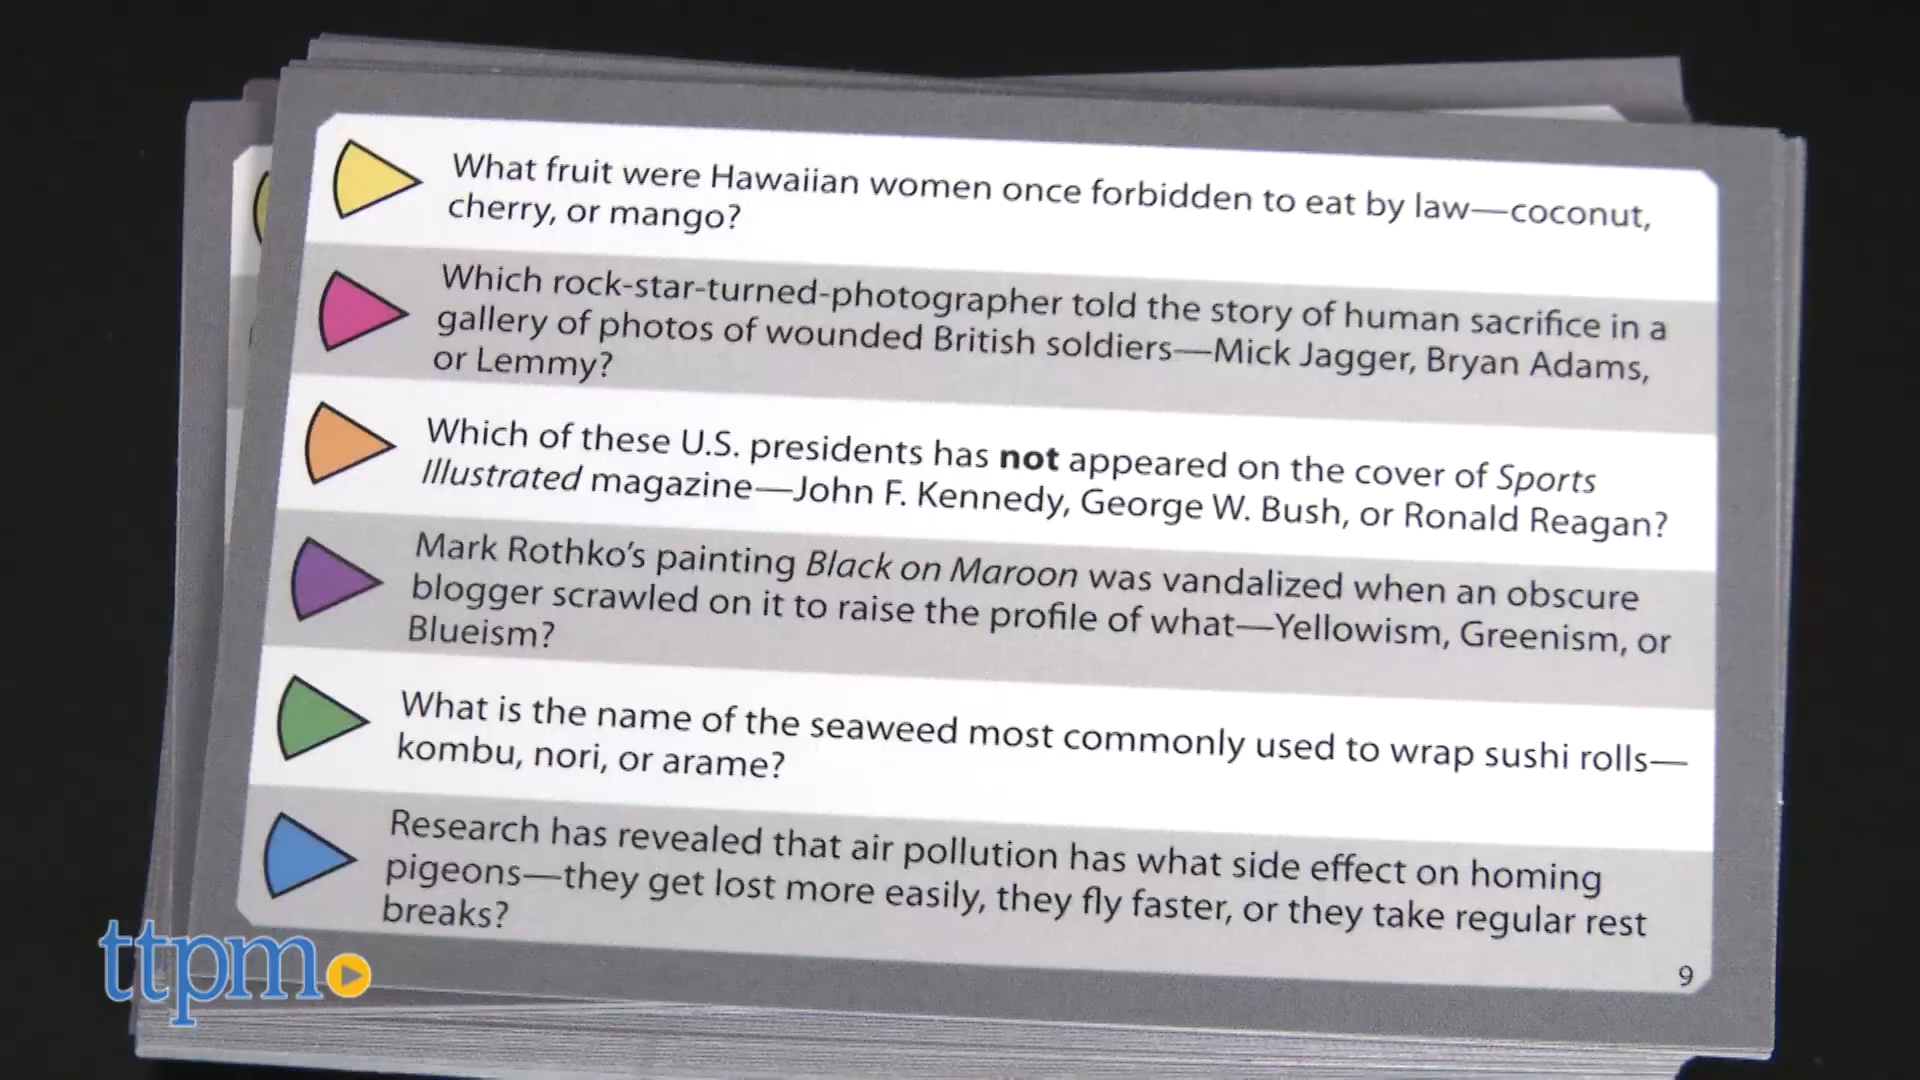 What fruit were Hawaiian women once forbidden to eat by law—coconut,
cherry, or mango?
Which rock-star-turned-photographer told the story of human sacrifice in a
gallery of photos of wounded British soldiers—Mick Jagger, Bryan Adams,
or Lemmy?
Which of these U.S. presidents has not appeared on the cover of Sports
Illustrated magazine—John F. Kennedy, George W. Bush, or Ronald Reagan?
Mark Rothko's painting Black on Maroon was vandalized when an obscure
blogger scrawled on it to raise the profile of what—Yellowism, Greenism, or
Blueism?
What is the name of the seaweed most commonly used to wrap sushi rolls—
kombu, nori, or arame?
Research has revealed that air pollution has what side effect on homing
pigeons—they get lost more easily, they fly faster, or they take regular rest
breaks?
9
ttpm